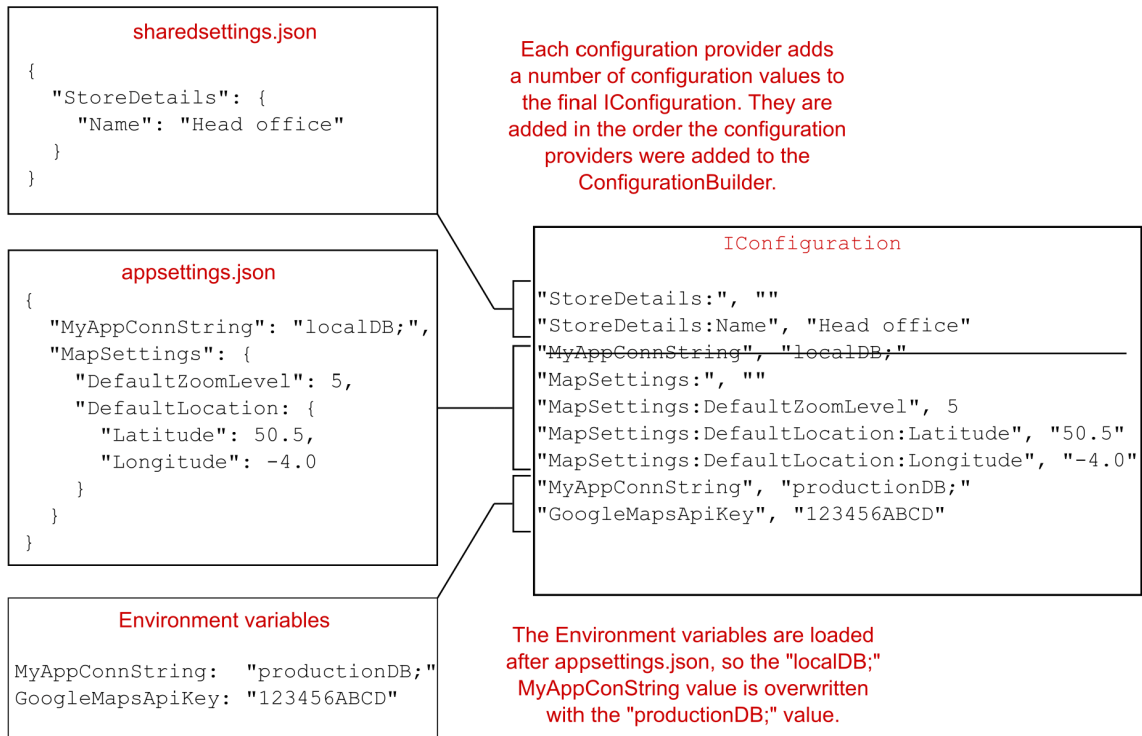 sharedsettings.json
{
"StoreDetails": {
"Name": "Head office"
}
}
Each configuration provider adds
a number of configuration values to
the final IConfiguration. They are
added in the order the configuration
providers were added to the
ConfigurationBuilder.
appsettings.json
{
"MyAppConnString": "localDB;",
"MapSettings": {
"DefaultZoomLevel": 5,
"DefaultLocation: {
"Latitude": 50.5,
"Longitude": -4.0
}
}
}
IConfiguration
"StoreDetails:", ""
"StoreDetails:Name", "Head office"
"MyAppConnString", "localDB;"
"MapSettings:", ""
"MapSettings:DefaultZoomLevel", 5
"MapSettings:DefaultLocation:Latitude", "50.5"
"MapSettings:DefaultLocation:Longitude", "-4.0"
"MyAppConnString", "productionDB;"
"GoogleMapsApiKey", "123456ABCD"
Environment variables
MyAppConnString: "productionDB;"
GoogleMapsApiKey: "123456ABCD"
The Environment variables are loaded
after appsettings.json, so the "localDB;"
MyAppConString value is overwritten
with the "productionDB;" value.